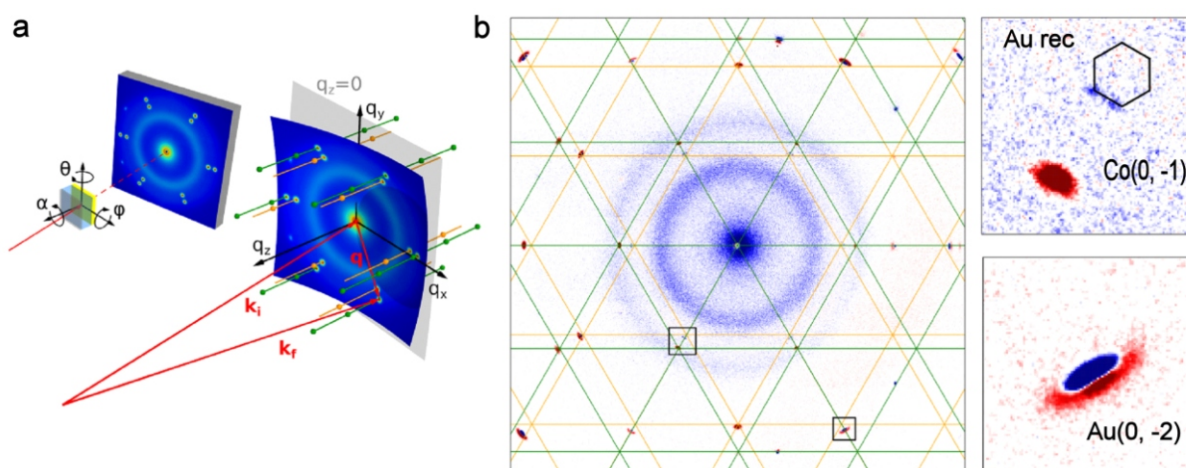 a
b
q_z=0
q_y
θ
α
φ
q_z
q
q_x
k_i
k_f
Au rec
Co(0, -1)
Au(0, -2)